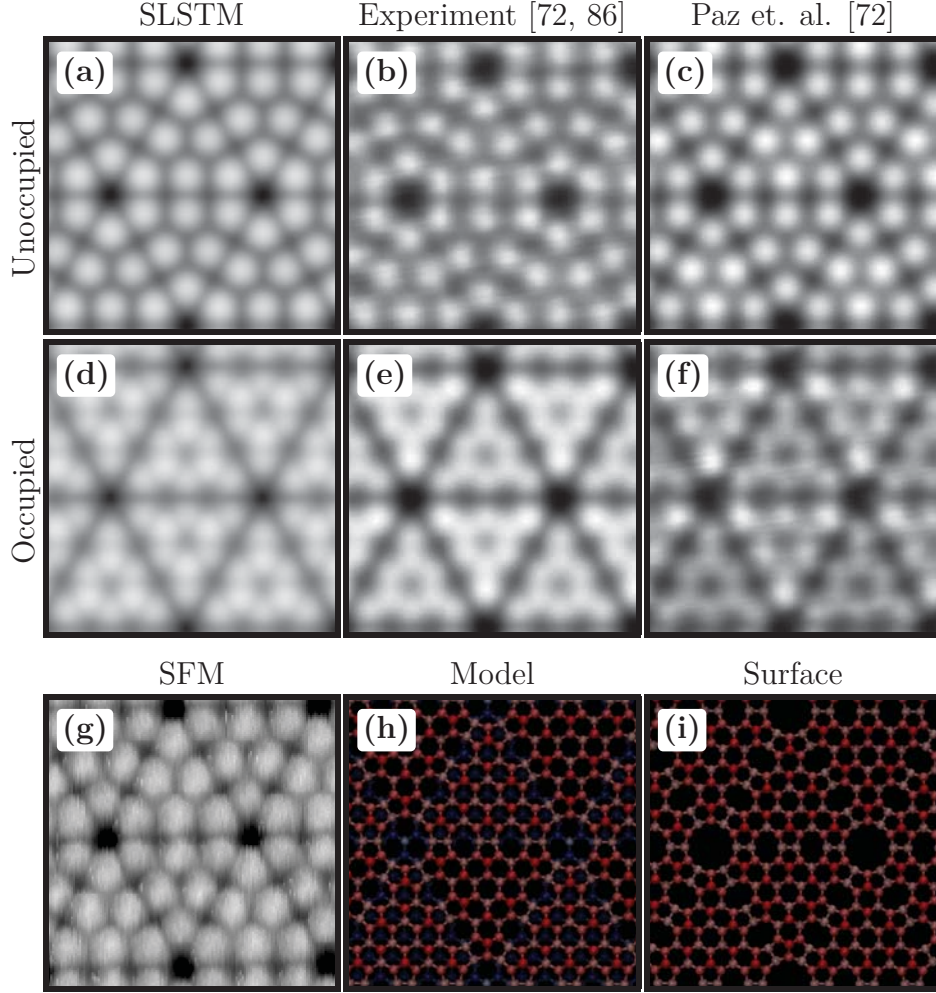 SLSTM Experiment [72, 86] Paz et. al. [72]
Unoccupied
(a) (b) (c)
Occupied
(d) (e) (f)
SFM Model Surface
(g) (h) (i)